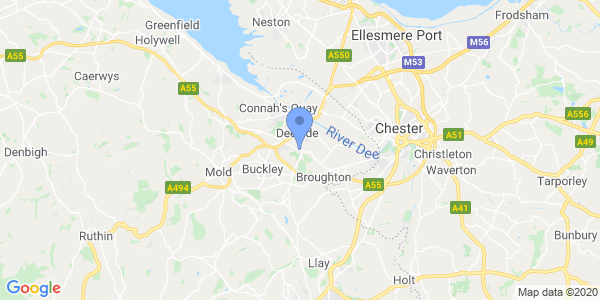 Neston
Frodsham
Greenfield
Holywell
Ellesmere Port
M56
A55
A550
M53
Caerwys
A55
Connah's Quay
A556
Deeside
River Dee
Chester
A51
A49
Denbigh
Christleton
Mold
Buckley
Waverton
Broughton
A494
A55
Tarporley
A41
Ruthin
Bunbury
Llay
Holt
Google
Map data ©2020